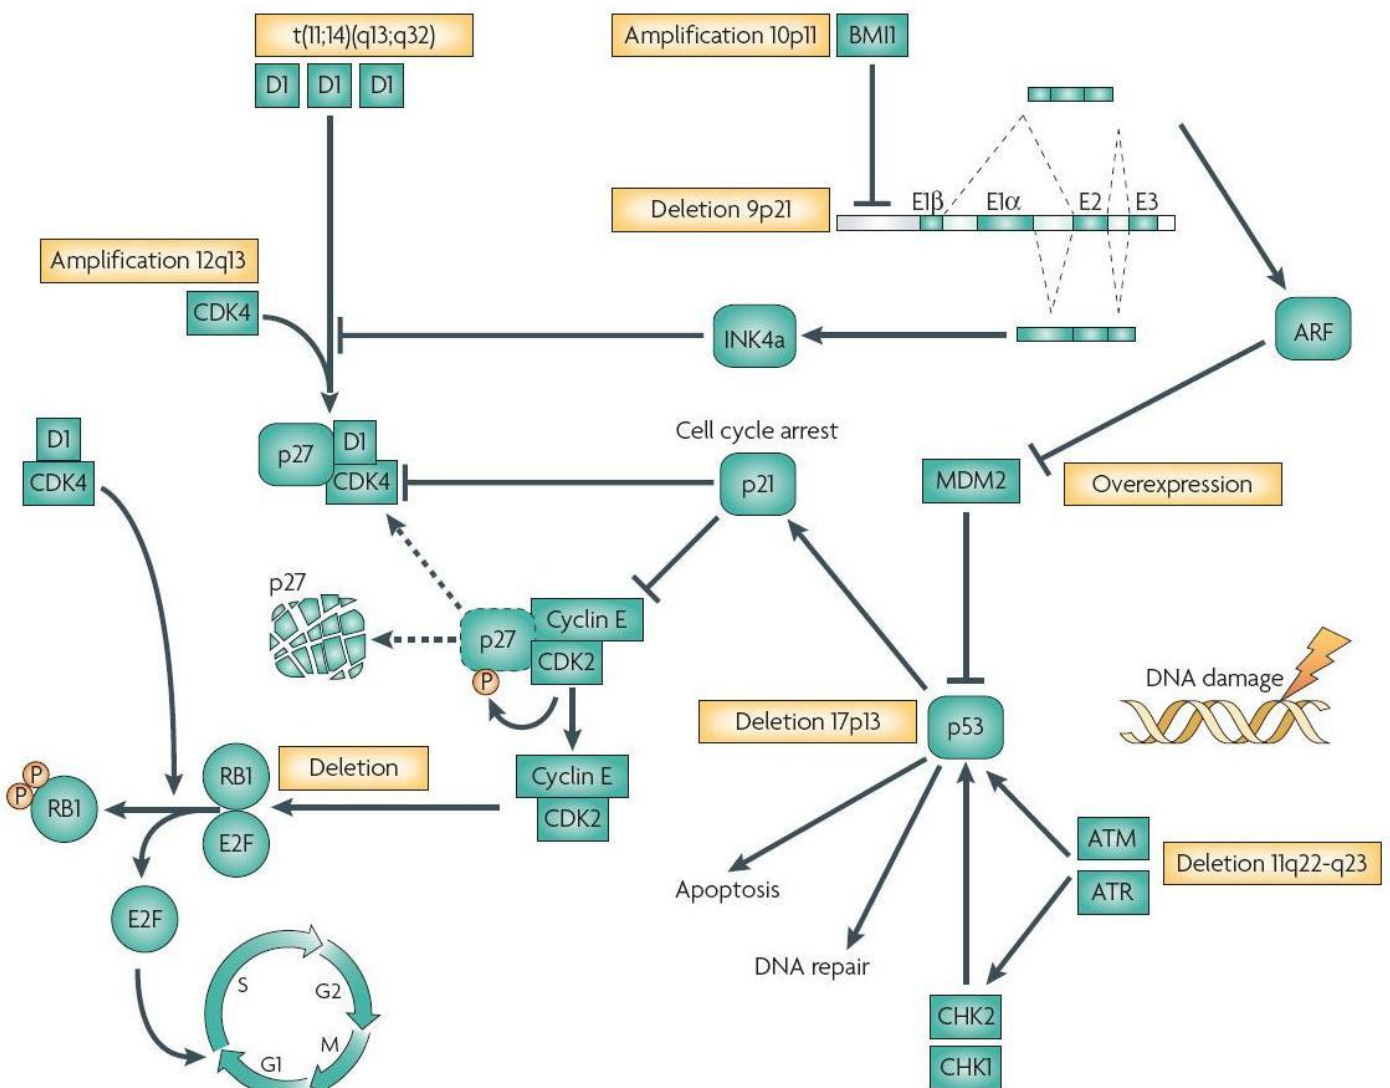 t(11;14)(q13;q32)
D1 D1 D1
Amplification 10p11 BMI1
Deletion 9p21
E1β E1α E2 E3
Amplification 12q13
CDK4
INK4a
ARF
D1
CDK4
p27 D1
CDK4
Cell cycle arrest
p21
MDM2
Overexpression
p27
p27 Cyclin E
CDK2
P
DNA damage
Deletion 17p13
p53
RB1
E2F
Deletion
Cyclin E
CDK2
P
P
RB1
ATM
ATR
Deletion 11q22-q23
Apoptosis
E2F
DNA repair
S
G2
M
G1
CHK2
CHK1